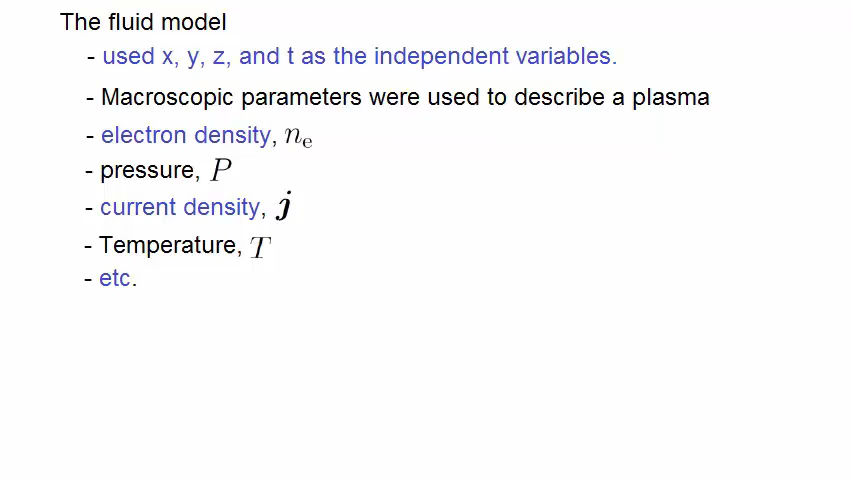 The fluid model
- used x, y, z, and t as the independent variables.
- Macroscopic parameters were used to describe a plasma
- electron density, nₑ
- pressure, P
- current density, j
- Temperature, T
- etc.